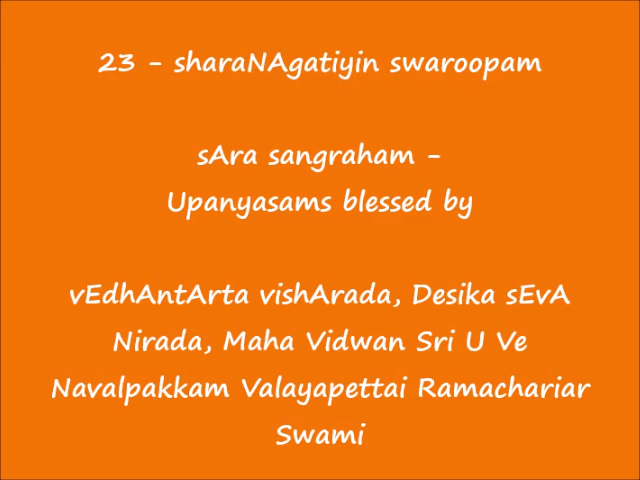 23 - sharaNAgatiyin swaroopam
sAra sangraham -
Upanyasams blessed by
vEdhAntArta vishArada, Desika sEvA
Nirada, Maha Vidwan Sri U Ve
Navalpakkam Valayapettai Ramachariar
Swami